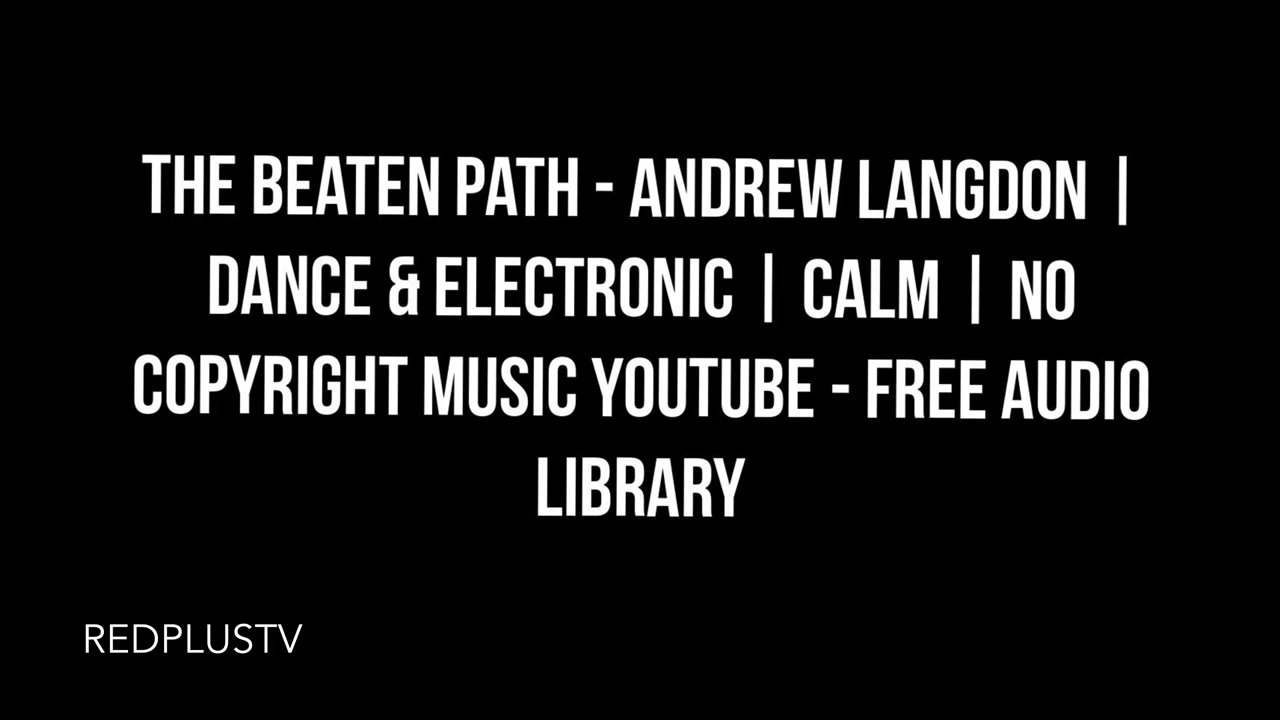 THE BEATEN PATH - ANDREW LANGDON |
DANCE & ELECTRONIC | CALM | NO
COPYRIGHT MUSIC YOUTUBE - FREE AUDIO
LIBRARY
REDPLUSTV